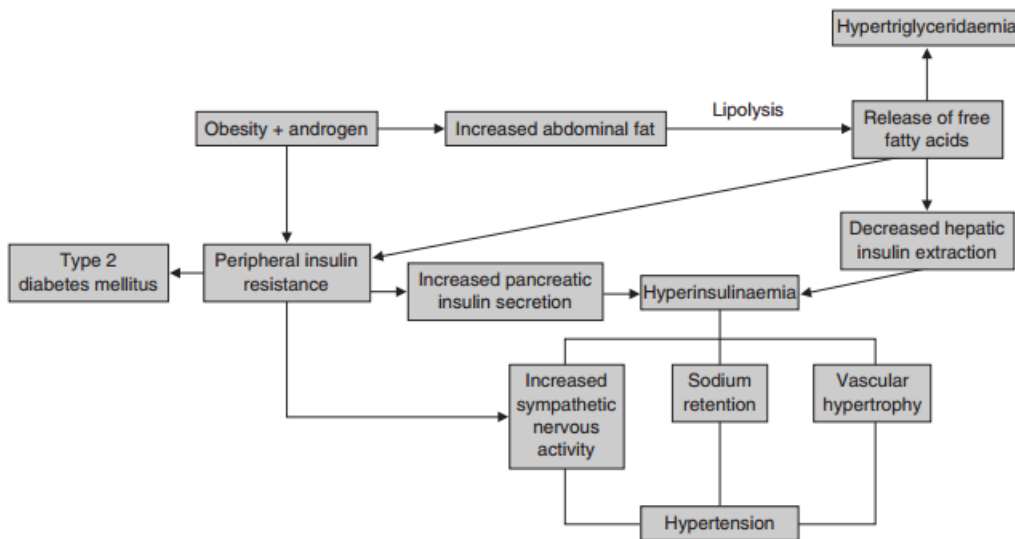 Hypertriglyceridaemia
Lipolysis
Obesity + androgen
Increased abdominal fat
Release of free
fatty acids
Decreased hepatic
insulin extraction
Type 2
diabetes mellitus
Peripheral insulin
resistance
Increased pancreatic
insulin secretion
Hyperinsulinaemia
Increased
sympathetic
nervous
activity
Sodium
retention
Vascular
hypertrophy
Hypertension